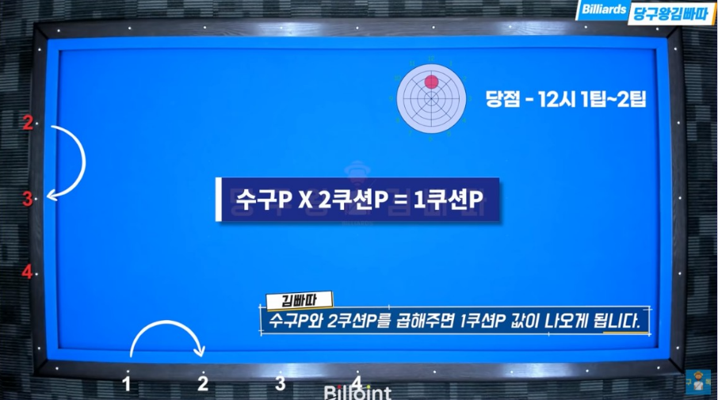 Billiards 당구왕김빠따
당점 - 12시 1팁~2팁
2
3
4
수구P X 2쿠션P = 1쿠션P
김빠따
수구P와 2쿠션P를 곱해주면 1쿠션P 값이 나오게 됩니다.
1 2 3 4
Billoint